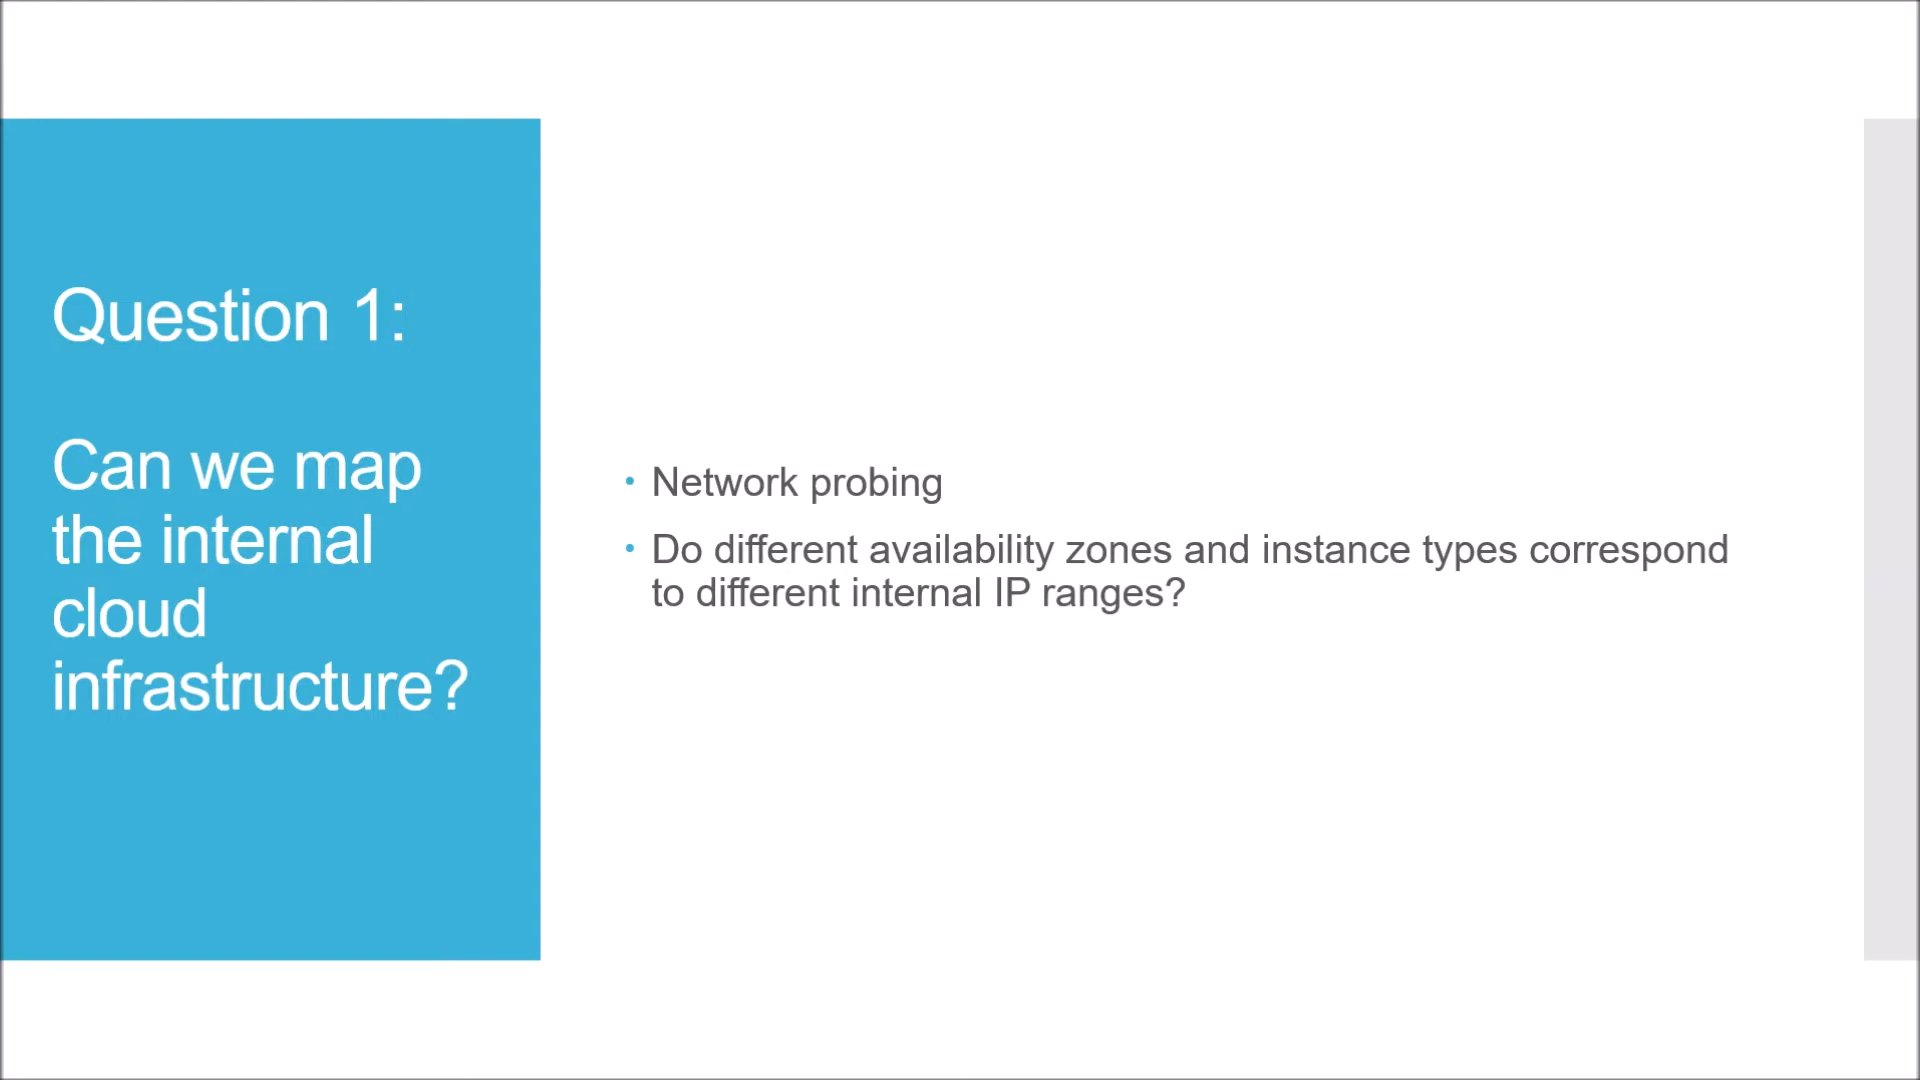 Question 1:
Can we map
the internal
cloud
infrastructure?
• Network probing
• Do different availability zones and instance types correspond
to different internal IP ranges?